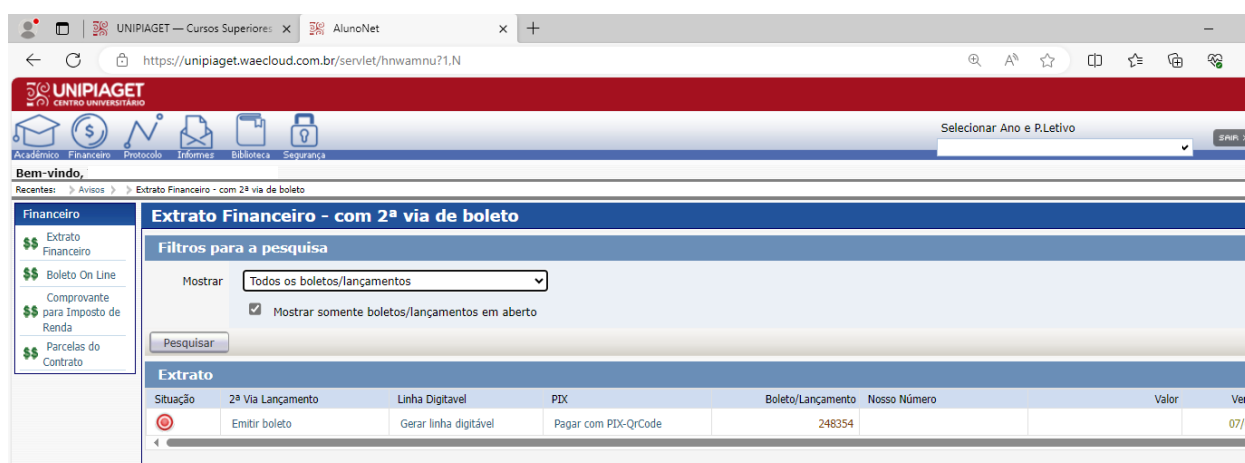 UNIPIAGET — Cursos Superiores
AlunoNet
https://unipiaget.waecloud.com.br/servlet/hnwamnu?1,N
UNIPIAGET
CENTRO UNIVERSITÁRIO
Acadêmico Financeiro Protocolo Informes Biblioteca Segurança
Selecionar Ano e P.Letivo
SAIR
Bem-vindo,
Recentes: Avisos Extrato Financeiro - com 2ª via de boleto
Financeiro
$$ Extrato
Financeiro
$$ Boleto On Line
Comprovante
$$ para Imposto de
Renda
$$ Parcelas do
Contrato
Extrato Financeiro - com 2ª via de boleto
Filtros para a pesquisa
Mostrar Todos os boletos/lançamentos
Mostrar somente boletos/lançamentos em aberto
Pesquisar
Extrato
Situação 2ª Via Lançamento Linha Digitavel PIX Boleto/Lançamento Nosso Número Valor Ve
Emitir boleto Gerar linha digitável Pagar com PIX-QrCode 248354 07/